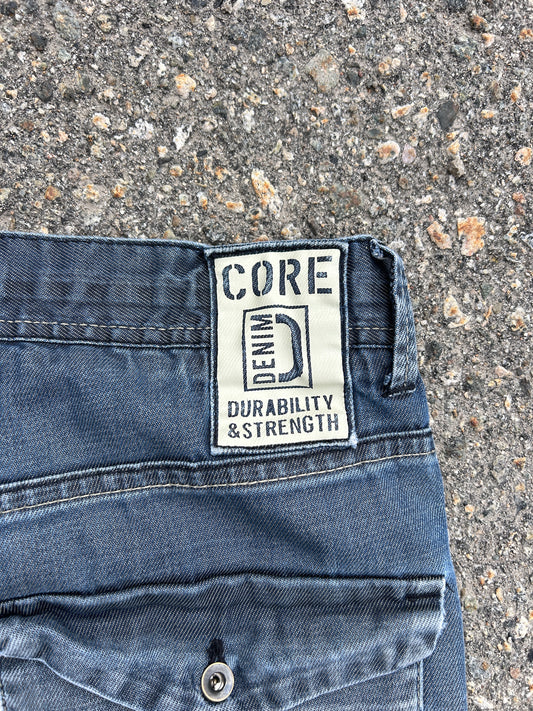 CORE
DENIM
DURABILITY
&STRENGTH